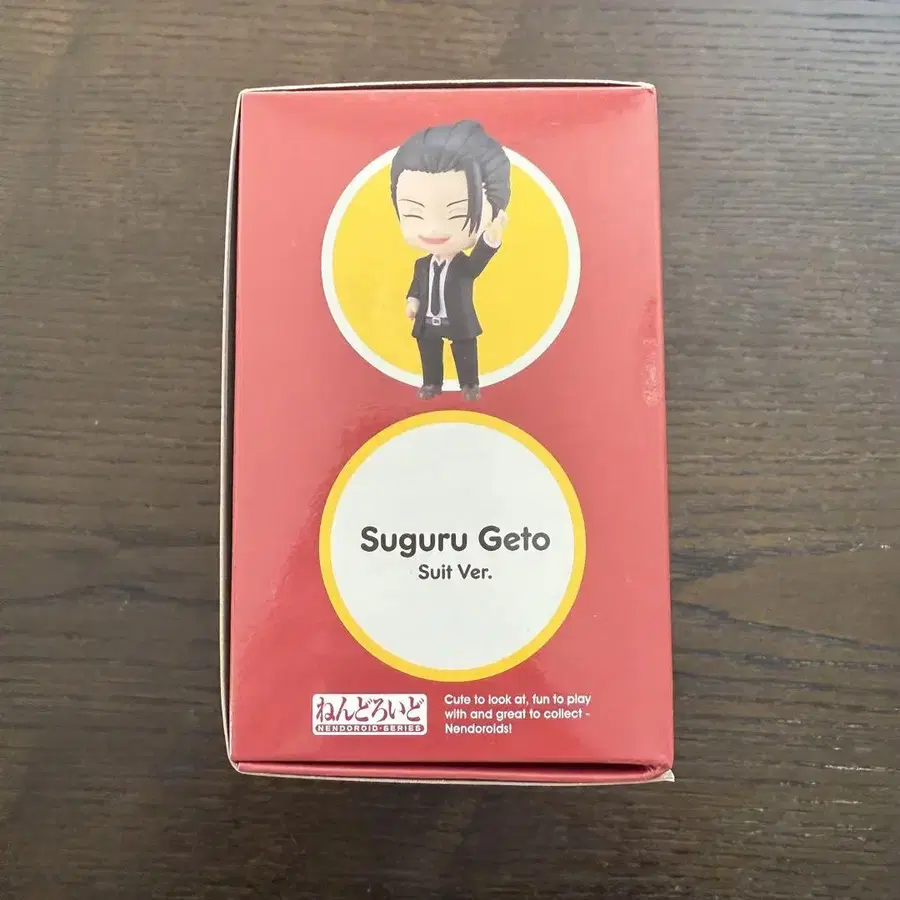 Suguru Geto
Suit Ver.
ねんどろいど
NENDOROID・SERIES
Cute to look at, fun to play
with and great to collect -
Nendoroids!